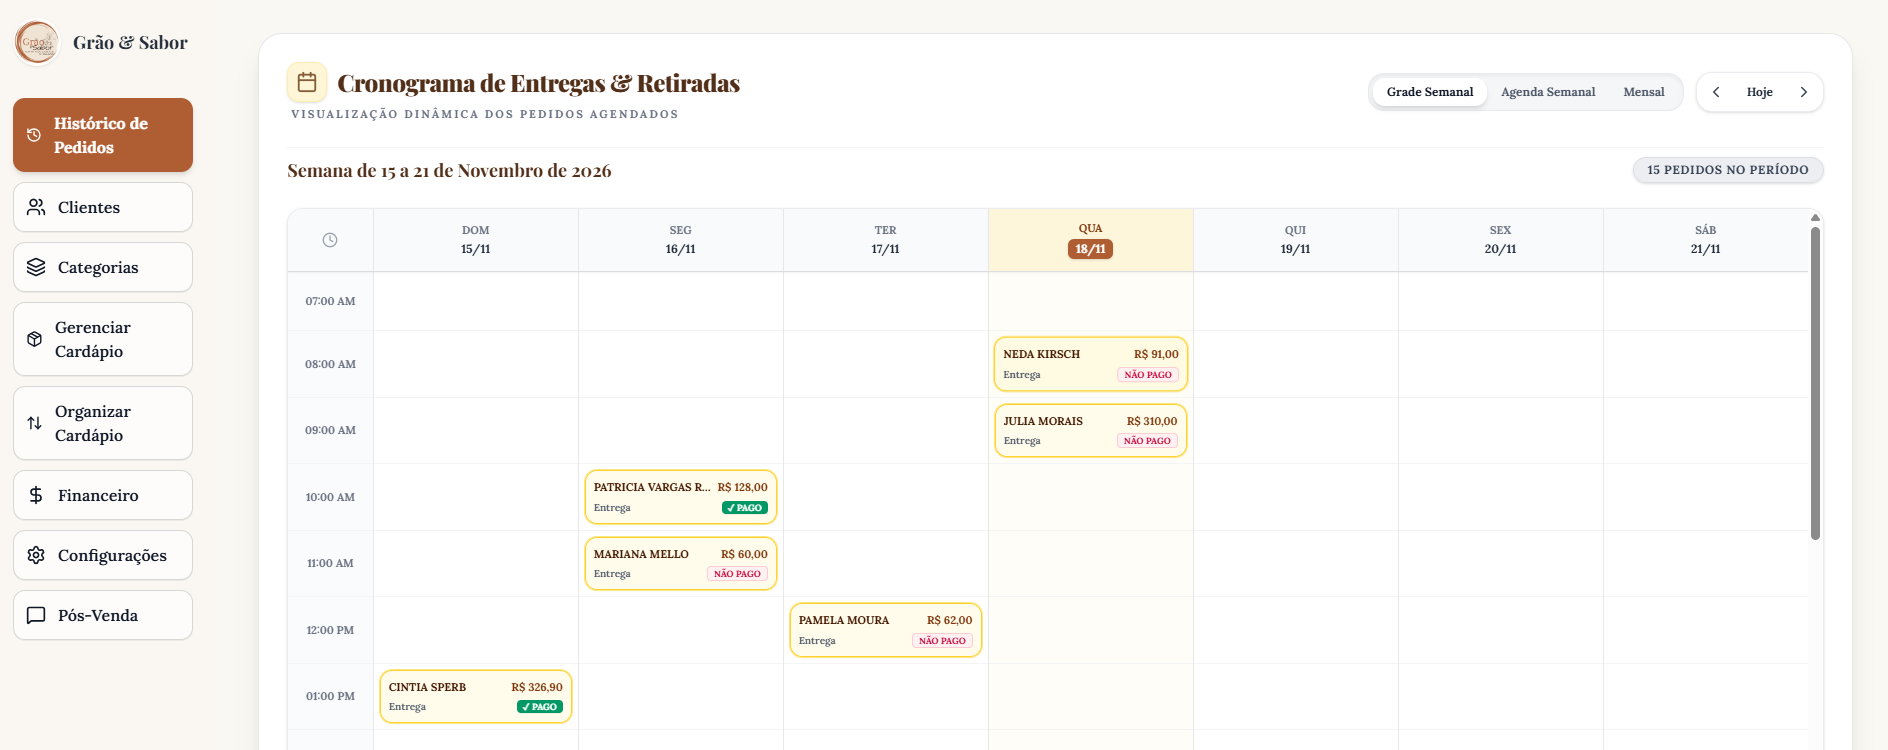 Grão & Sabor
Histórico de
Pedidos
Clientes
Categorias
Gerenciar
Cardápio
Organizar
Cardápio
Financeiro
Configurações
Pós-Venda
Cronograma de Entregas & Retiradas
VISUALIZAÇÃO DINÂMICA DOS PEDIDOS AGENDADOS
Grade Semanal Agenda Semanal Mensal Hoje
Semana de 15 a 21 de Novembro de 2026
15 PEDIDOS NO PERÍODO
DOM SEG TER QUA QUI SEX SÁB
15/11 16/11 17/11 18/11 19/11 20/11 21/11
07:00 AM
08:00 AM
NEDA KIRSCH R$ 91,00
Entrega NÃO PAGO
09:00 AM
JULIA MORAIS R$ 310,00
Entrega NÃO PAGO
10:00 AM
PATRICIA VARGAS R... R$ 128,00
Entrega ✓ PAGO
11:00 AM
MARIANA MELLO R$ 60,00
Entrega NÃO PAGO
12:00 PM
PAMELA MOURA R$ 62,00
Entrega NÃO PAGO
01:00 PM
CINTIA SPERB R$ 326,90
Entrega ✓ PAGO